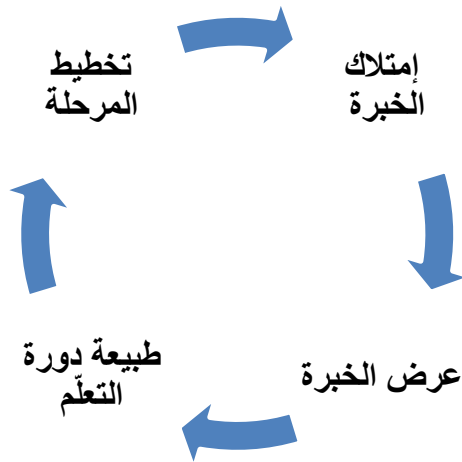 إمتلاك
الخبرة
عرض الخبرة
طبيعة دورة
التعلّم
تخطيط
المرحلة